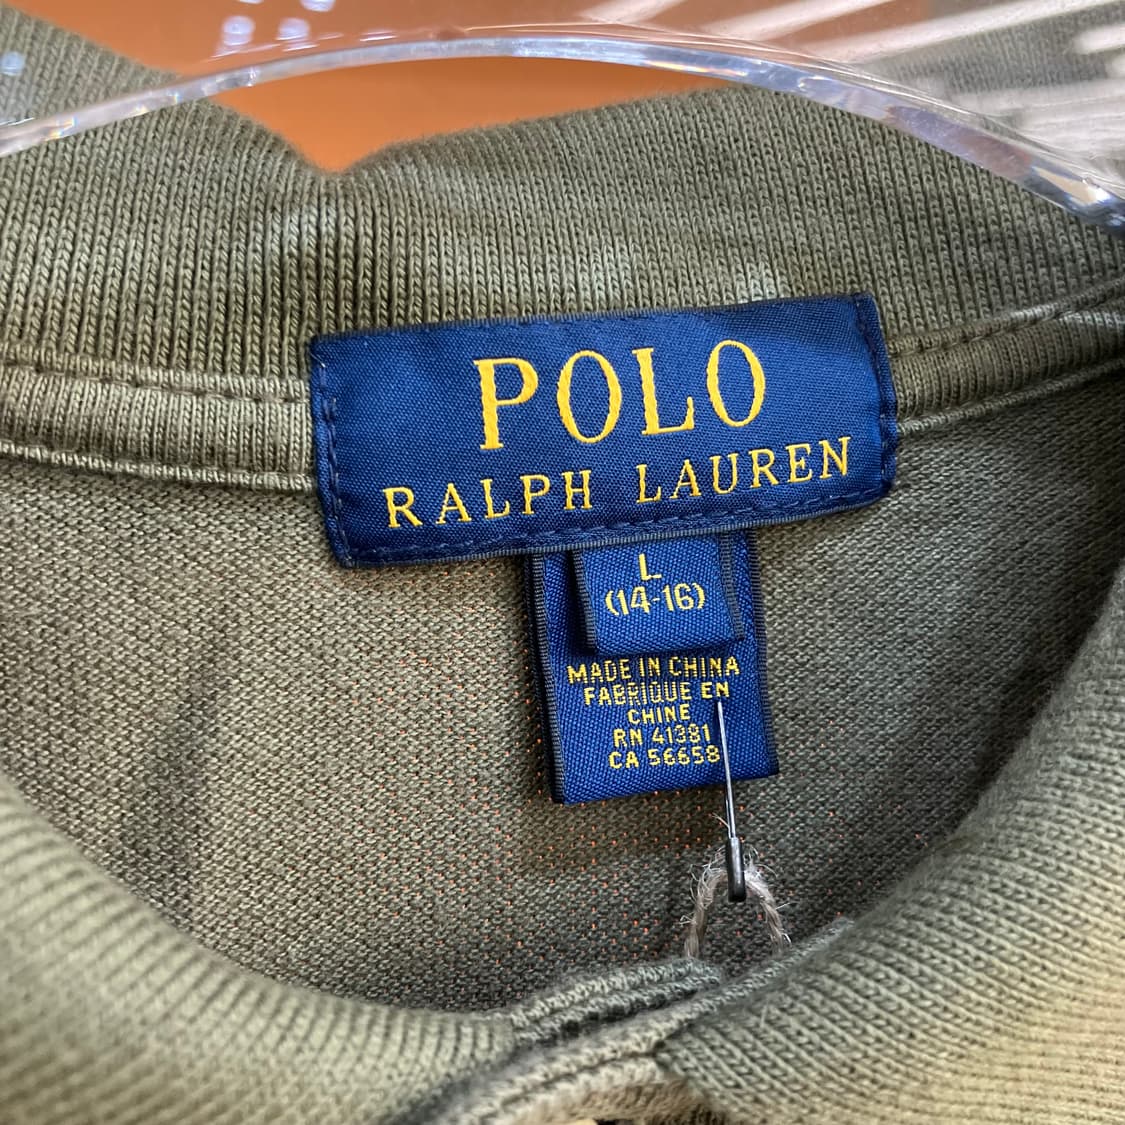 POLO
RALPH LAUREN
L
(14-16)
MADE IN CHINA
FABRIQUE EN
CHINE
RN 41381
CA 56658